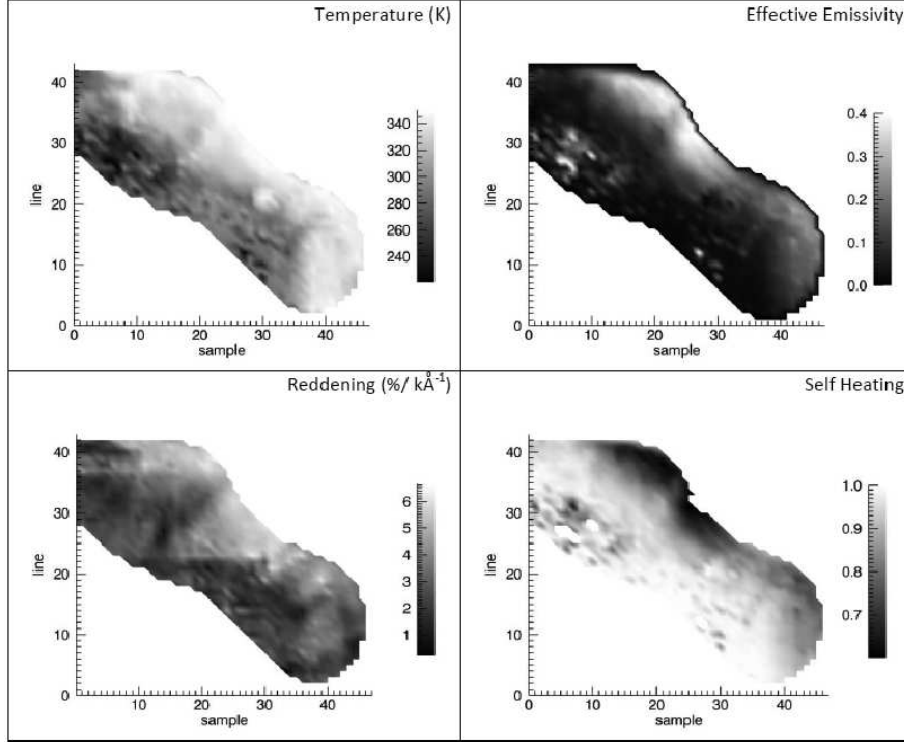 Temperature (K)
line
40
30
20
10
0
0 10 20 30 40
sample
340
320
300
280
260
240
Effective Emissivity
40
30
20
10
0
0 10 20 30 40
sample
0.4
0.3
0.2
0.1
0.0
Reddening (%/ kÅ⁻¹)
line
40
30
20
10
0
10 20 30 40
sample
6
5
4
3
2
1
Self Heating
line
40
30
20
10
0
0 10 20 30 40
sample
1.0
0.9
0.8
0.7